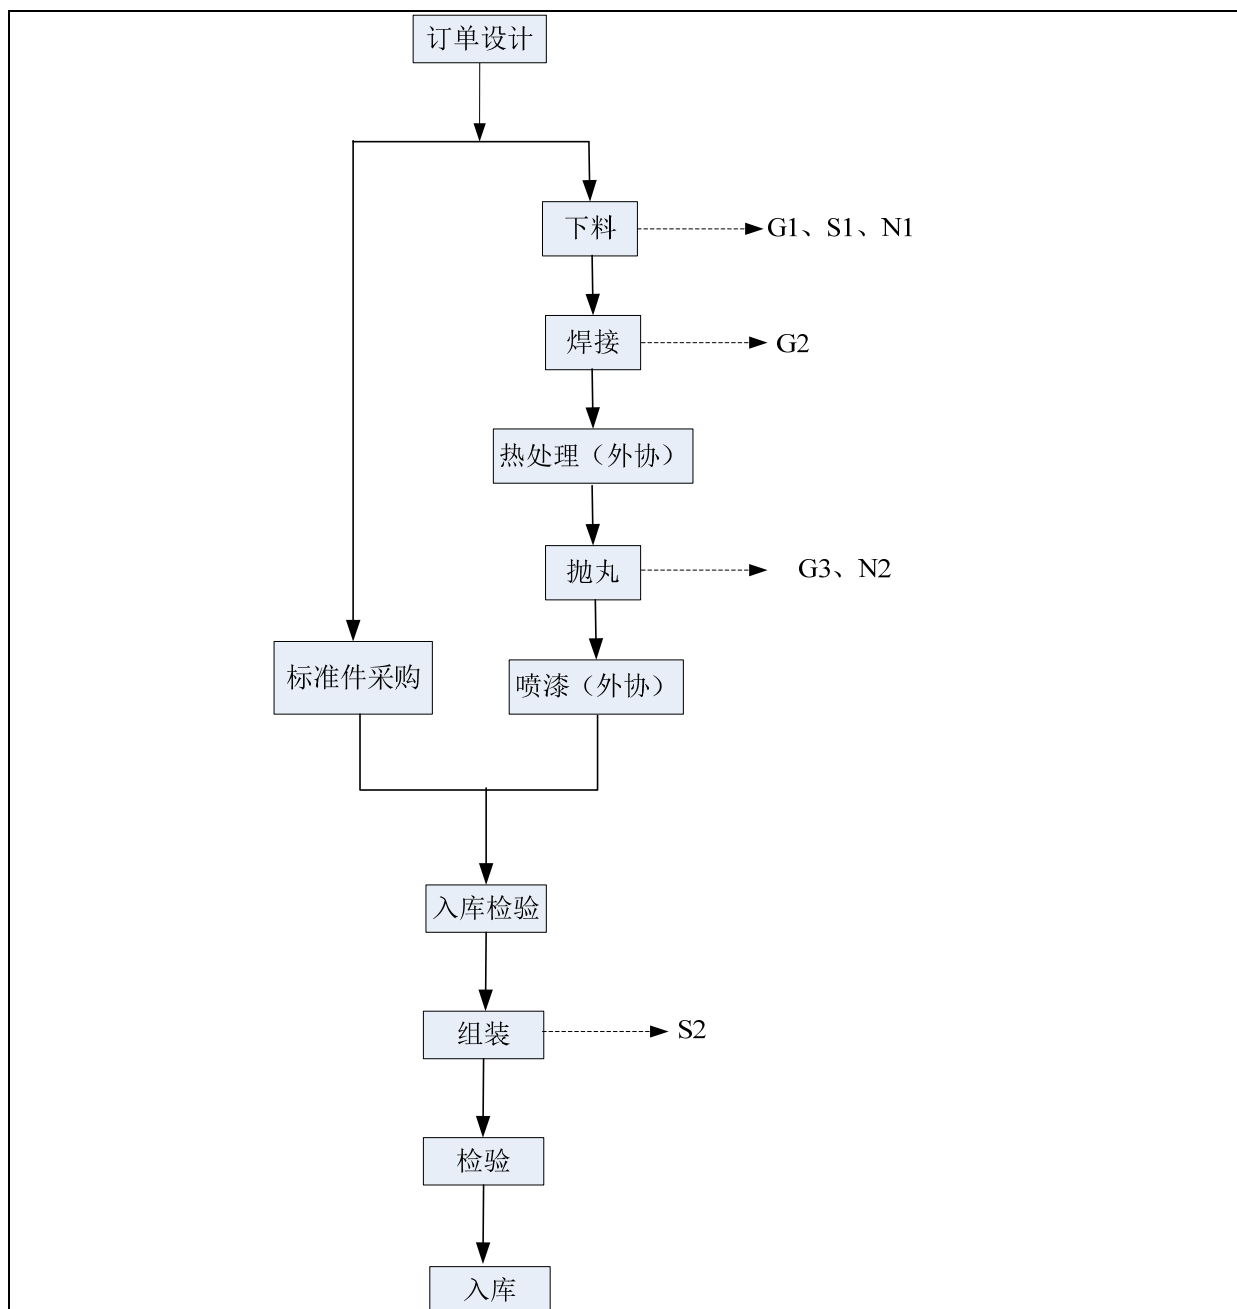 订单设计
下料
G1、S1、N1
焊接
G2
热处理（外协）
抛丸
G3、N2
标准件采购
喷漆（外协）
入库检验
组装
S2
检验
入库